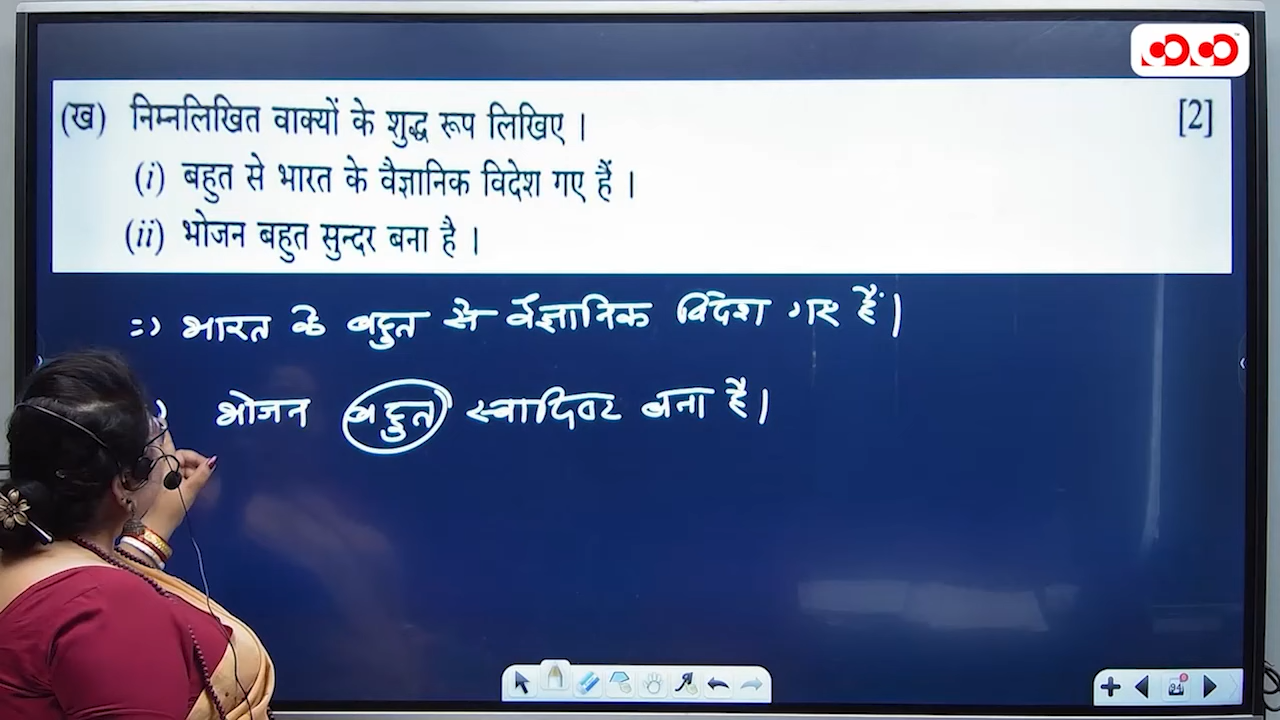 (ख) निम्नलिखित वाक्यों के शुद्ध रूप लिखिए । [2]
(i) बहुत से भारत के वैज्ञानिक विदेश गए हैं ।
(ii) भोजन बहुत सुन्दर बना है ।
=> भारत के बहुत से वैज्ञानिक विदेश गए हैं।
भोजन बहुत स्वादिष्ट बना है।